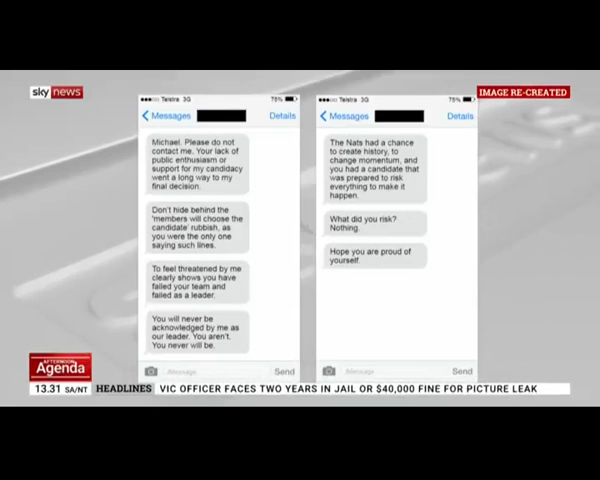 sky news
IMAGE RE-CREATED
Telstra 3G 75%
Messages Details
Michael. Please do not
contact me. Your lack of
public enthusiasm or
support for my candidacy
went a long way to my
final decision.
Don't hide behind the
'members will choose the
candidate' rubbish, as
you were the only one
saying such lines.
To feel threatened by me
clearly shows you have
failed your team and
failed as a leader.
You will never be
acknowledged by me as
our leader. You aren't.
You never will be.
iMessage Send
Telstra 3G 75%
Messages Details
The Nats had a chance
to create history, to
change momentum, and
you had a candidate that
was prepared to risk
everything to make it
happen.
What did you risk?
Nothing.
Hope you are proud of
yourself.
iMessage Send
AFTERNOON
Agenda
13.31 SA/NT HEADLINES VIC OFFICER FACES TWO YEARS IN JAIL OR $40,000 FINE FOR PICTURE LEAK